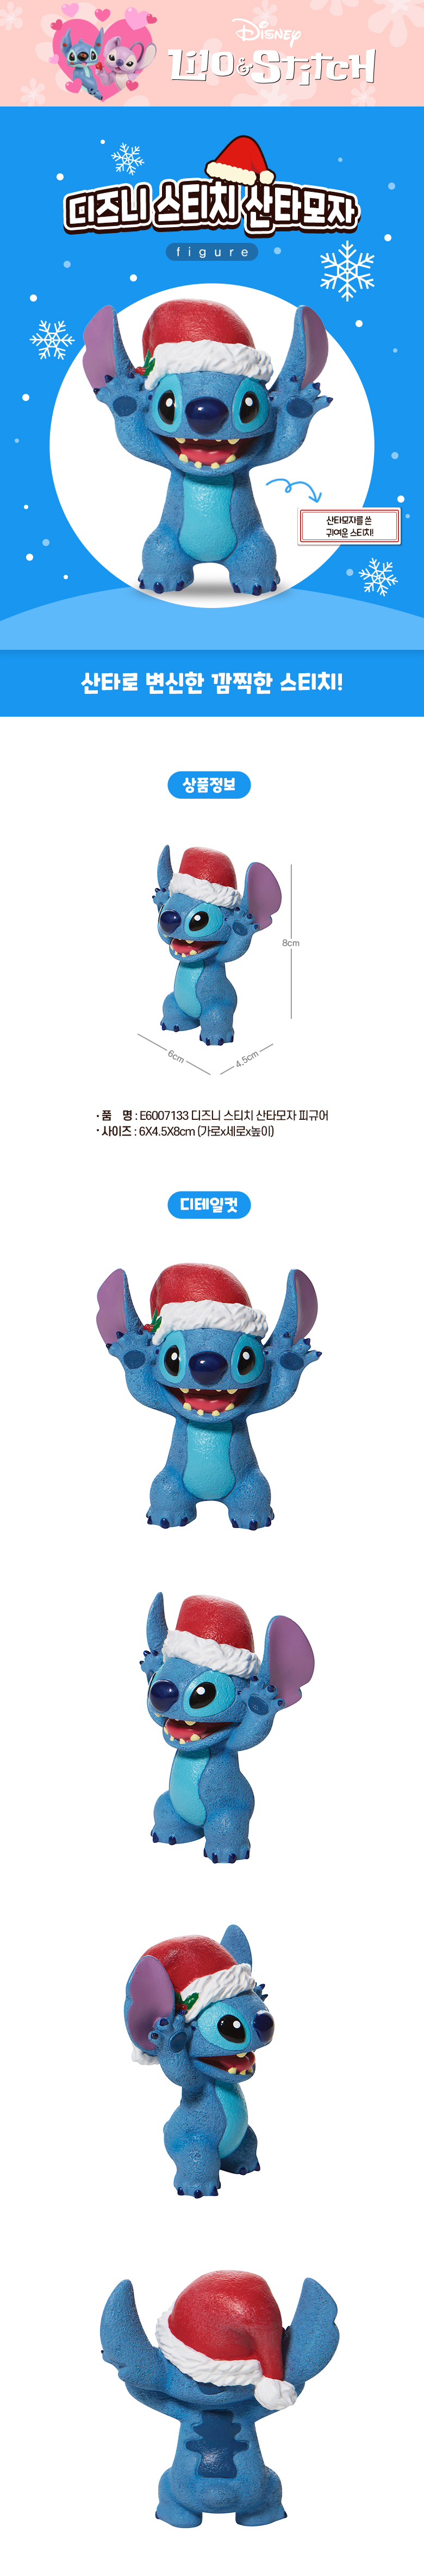 Disney
Lilo & Stitch
디즈니 스티치 산타모자
figure
산타모자를 쓴
귀여운 스티치!
산타로 변신한 깜찍한 스티치!
상품정보
8cm
6cm
4.5cm
· 품 명 : E6007133 디즈니 스티치 산타모자 피규어
· 사이즈 : 6X4.5X8cm (가로x세로x높이)
디테일컷